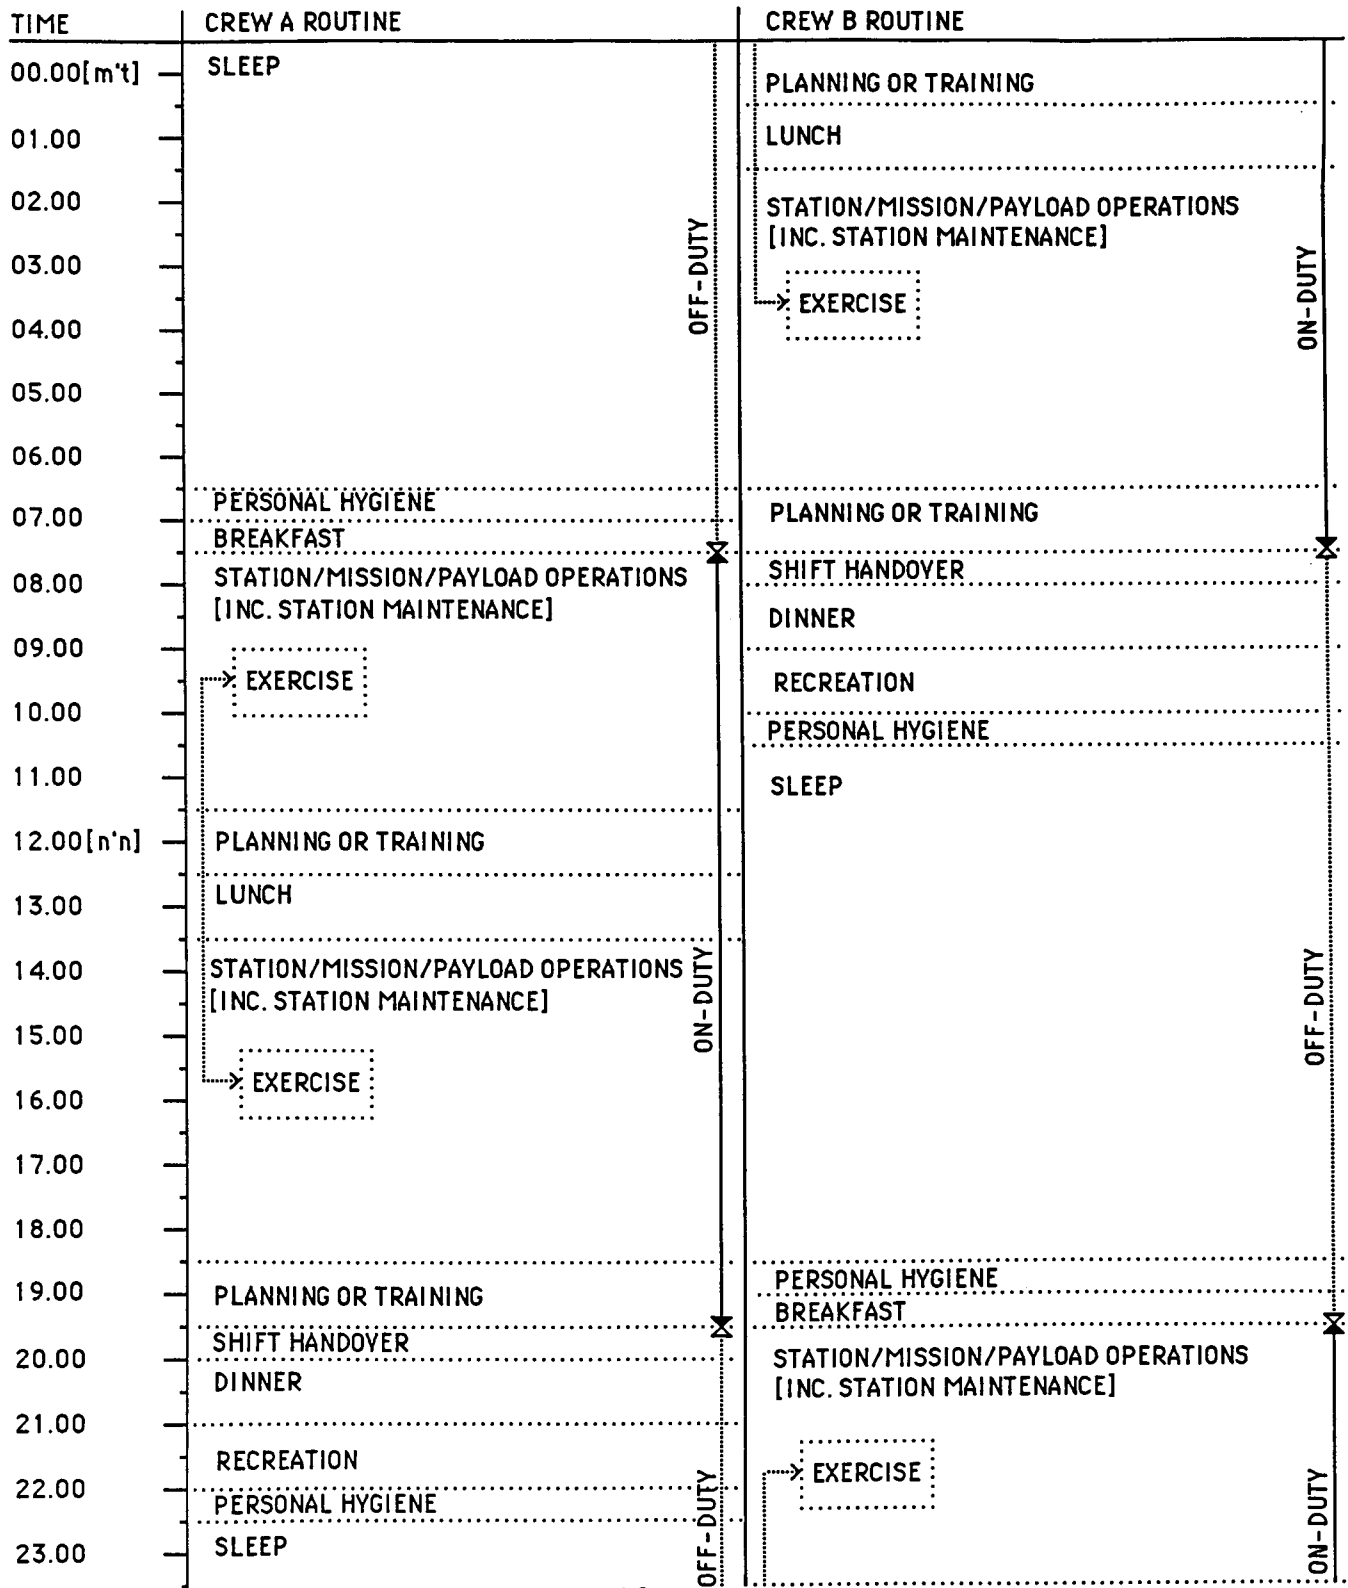 TIME CREW A ROUTINE CREW B ROUTINE
00.00[m't] SLEEP
PLANNING OR TRAINING
01.00 LUNCH
02.00 STATION/MISSION/PAYLOAD OPERATIONS
[INC. STATION MAINTENANCE]
OFF-DUTY
ON-DUTY
03.00
EXERCISE
04.00
05.00
06.00
PERSONAL HYGIENE
07.00 PLANNING OR TRAINING
BREAKFAST
STATION/MISSION/PAYLOAD OPERATIONS SHIFT HANDOVER
08.00
[INC. STATION MAINTENANCE] DINNER
09.00
EXERCISE RECREATION
10.00
PERSONAL HYGIENE
11.00 SLEEP
12.00[n'n] PLANNING OR TRAINING
13.00 LUNCH
14.00 STATION/MISSION/PAYLOAD OPERATIONS
[INC. STATION MAINTENANCE]
ON-DUTY
OFF-DUTY
15.00
EXERCISE
16.00
17.00
18.00
19.00 PERSONAL HYGIENE
PLANNING OR TRAINING BREAKFAST
SHIFT HANDOVER
20.00 STATION/MISSION/PAYLOAD OPERATIONS
DINNER [INC. STATION MAINTENANCE]
21.00
RECREATION EXERCISE
22.00
PERSONAL HYGIENE
OFF-DUTY
ON-DUTY
23.00 SLEEP